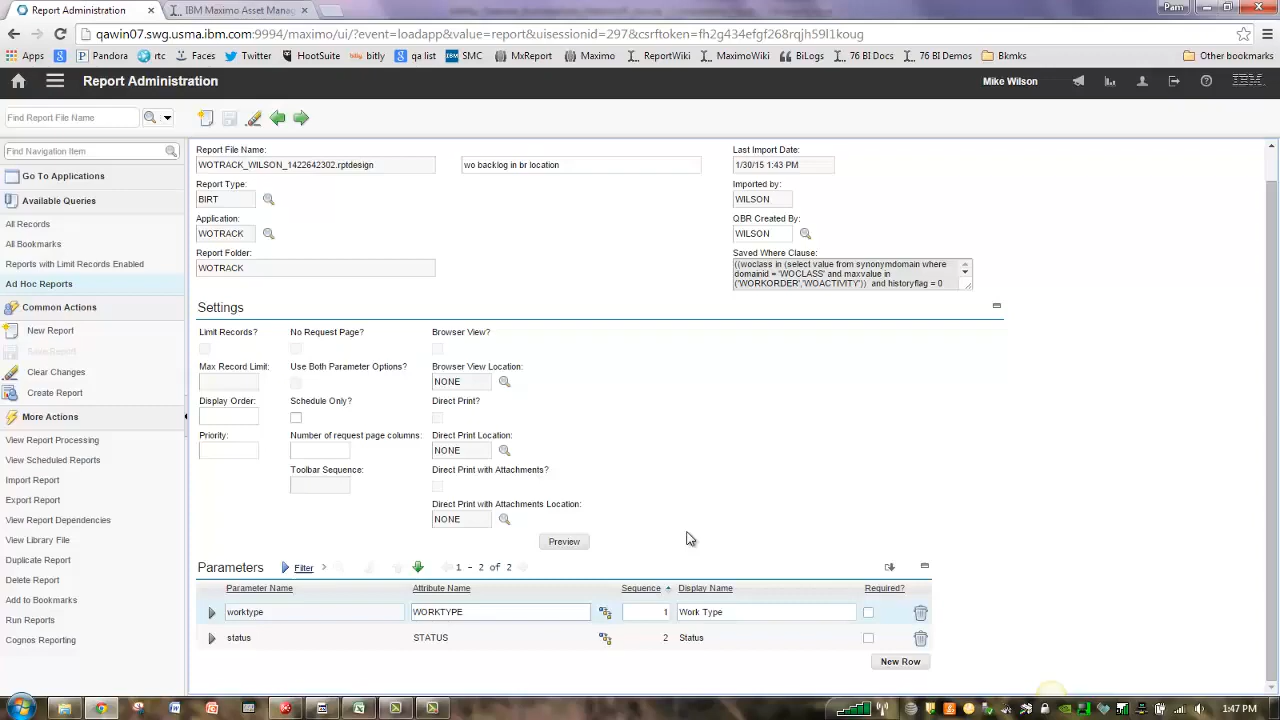 Report Administration
IBM Maximo Asset Manag
Pam
qawin07.swg.usma.ibm.com:9994/maximo/ui/?event=loadapp&value=report&uisessionid=297&csrftoken=fh2g434efgf268rqjh59l1koug
Apps
Pandora
rtc
Faces
Twitter
HootSuite
bitly
qa list
SMC
MxReport
Maximo
ReportWiki
MaximoWiki
BiLogs
76 BI Docs
76 BI Demos
Bkmks
Other bookmarks
Report Administration
Mike Wilson
IBM
Find Report File Name
Find Navigation Item
Go To Applications
Available Queries
All Records
All Bookmarks
Reports with Limit Records Enabled
Ad Hoc Reports
Common Actions
New Report
Save Report
Clear Changes
Create Report
More Actions
View Report Processing
View Scheduled Reports
Import Report
Export Report
View Report Dependencies
View Library File
Duplicate Report
Delete Report
Add to Bookmarks
Run Reports
Cognos Reporting
Report File Name:
WOTRACK_WILSON_1422642302.rptdesign
wo backlog in br location
Last Import Date:
1/30/15 1:43 PM
Report Type:
BIRT
Imported by:
WILSON
Application:
WOTRACK
QBR Created By:
WILSON
Report Folder:
WOTRACK
Saved Where Clause:
((woclass in (select value from synonymdomain where
domainid = 'WOCLASS' and maxvalue in
('WORKORDER','WOACTIVITY')) and historyflag = 0
Settings
Limit Records?
No Request Page?
Browser View?
Max Record Limit:
Use Both Parameter Options?
Browser View Location:
NONE
Display Order:
Schedule Only?
Direct Print?
Priority:
Number of request page columns:
Direct Print Location:
NONE
Toolbar Sequence:
Direct Print with Attachments?
Direct Print with Attachments Location:
NONE
Preview
Parameters
Filter
1 - 2 of 2
Parameter Name
Attribute Name
Sequence
Display Name
Required?
worktype
WORKTYPE
1
Work Type
status
STATUS
2
Status
New Row
1:47 PM